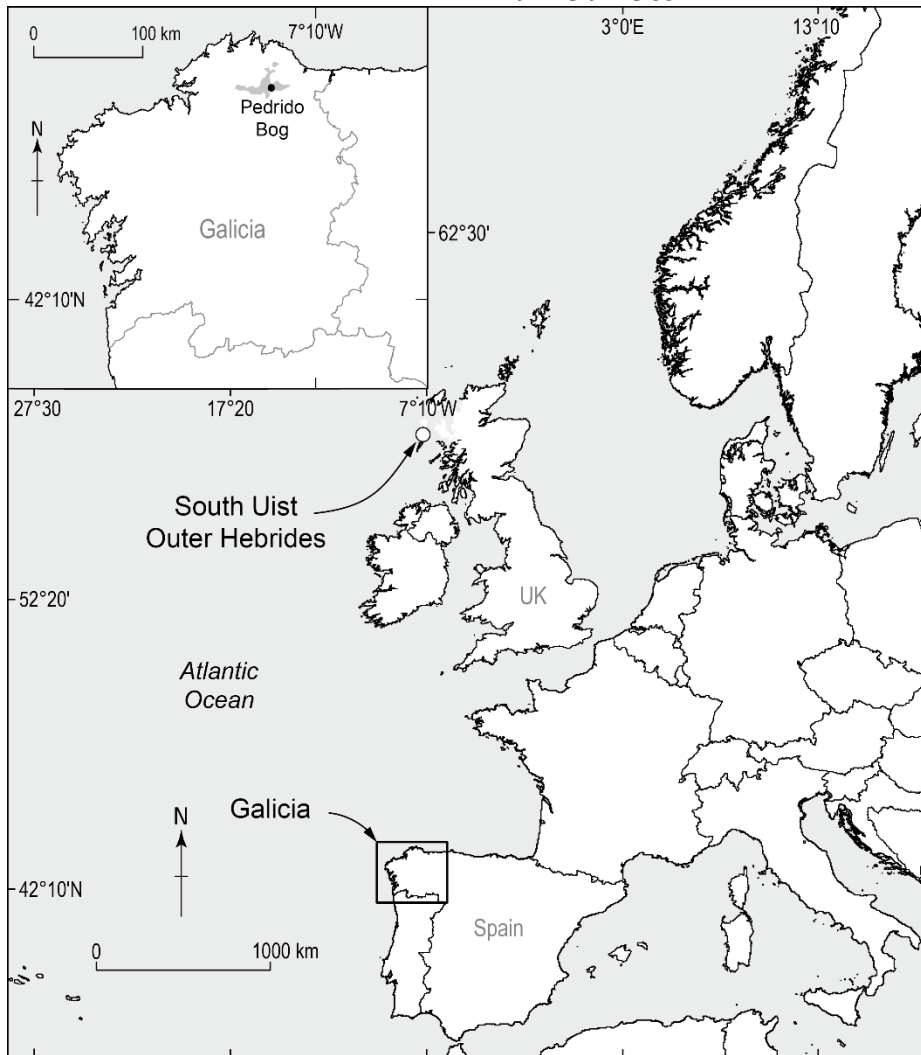 3°0'E
13°10'
0
100 km
7°10'W
Pedrido
Bog
N
Galicia
62°30'
42°10'N
27°30
17°20
7°10'W
South Uist
Outer Hebrides
52°20'
UK
Atlantic
Ocean
Galicia
N
42°10'
Spain
0
1000 km